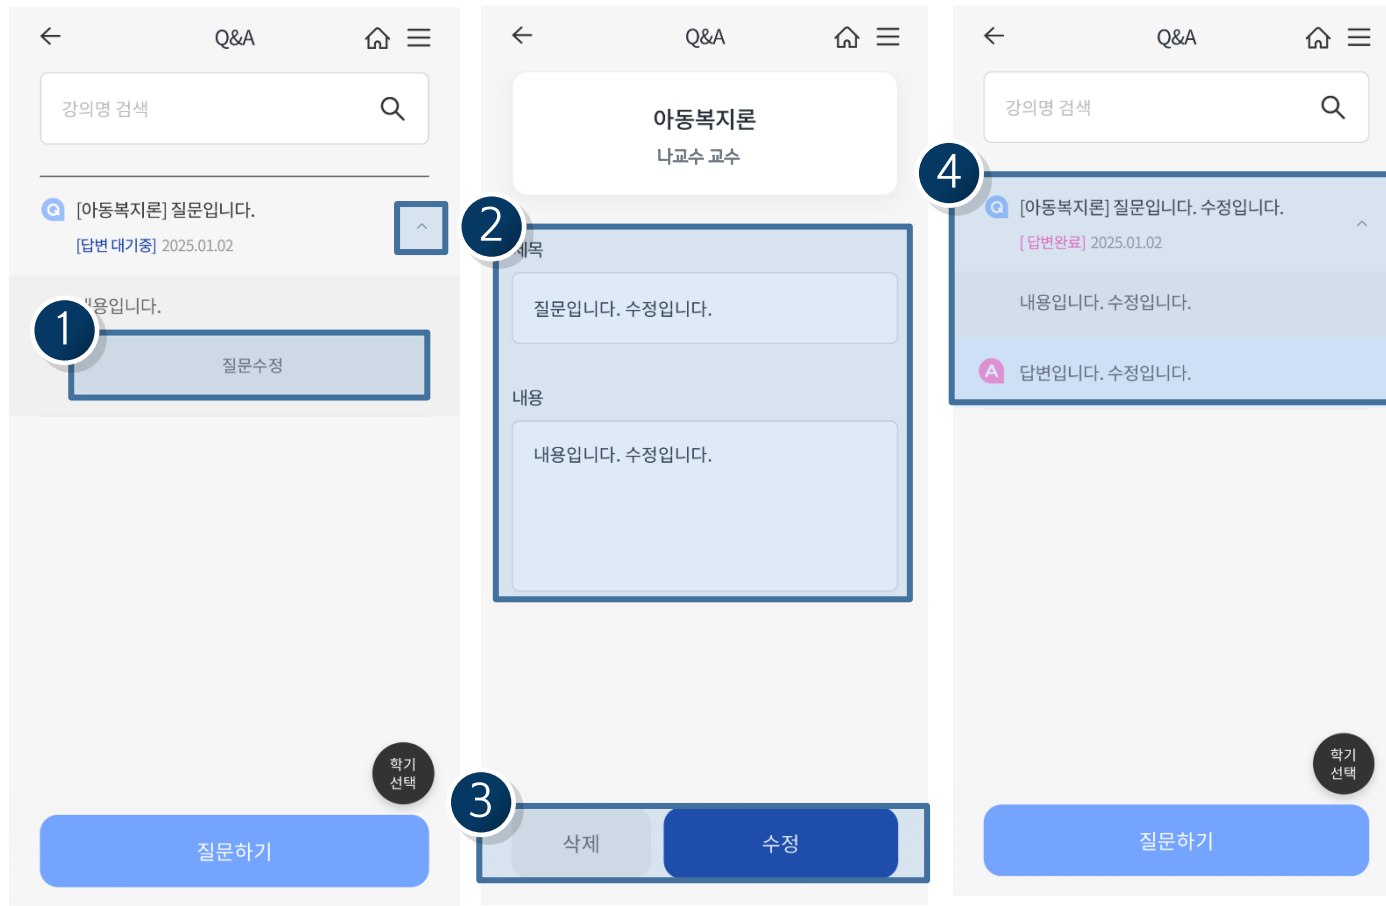 Q&A
강의명 검색
Q
[아동복지론] 질문입니다.
[답변 대기중] 2025.01.02
용입니다.
1
질문수정
학기
선택
질문하기
Q&A
아동복지론
나교수 교수
2
제목
질문입니다. 수정입니다.
내용
내용입니다. 수정입니다.
3
삭제
수정
Q&A
강의명 검색
4
Q
[아동복지론] 질문입니다. 수정입니다.
[ 답변완료] 2025.01.02
내용입니다. 수정입니다.
A
답변입니다. 수정입니다.
학기
선택
질문하기